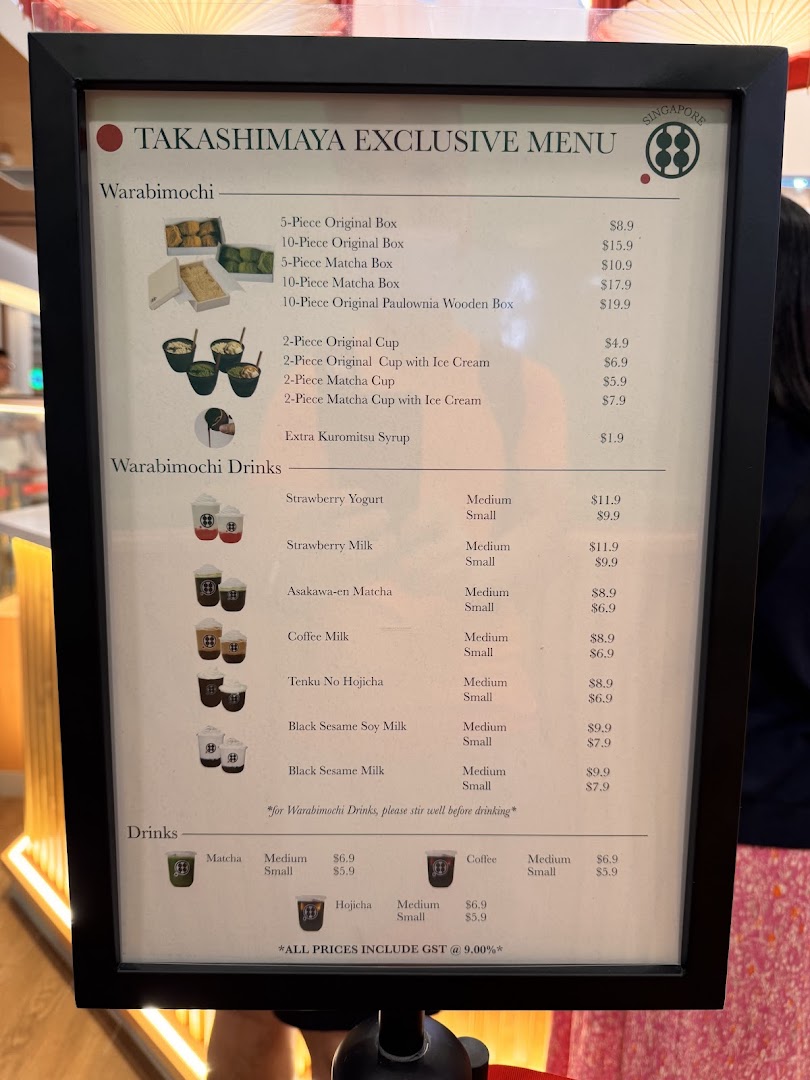 SINGAPORE
TAKASHIMAYA EXCLUSIVE MENU
Warabimochi
5-Piece Original Box $8.9
10-Piece Original Box $15.9
5-Piece Matcha Box $10.9
10-Piece Matcha Box $17.9
10-Piece Original Paulownia Wooden Box $19.9
2-Piece Original Cup $4.9
2-Piece Original Cup with Ice Cream $6.9
2-Piece Matcha Cup $5.9
2-Piece Matcha Cup with Ice Cream $7.9
Extra Kuromitsu Syrup $1.9
Warabimochi Drinks
Strawberry Yogurt Medium $11.9
Small $9.9
Strawberry Milk Medium $11.9
Small $9.9
Asakawa-en Matcha Medium $8.9
Small $6.9
Coffee Milk Medium $8.9
Small $6.9
Tenku No Hojicha Medium $8.9
Small $6.9
Black Sesame Soy Milk Medium $9.9
Small $7.9
Black Sesame Milk Medium $9.9
Small $7.9
*for Warabimochi Drinks, please stir well before drinking*
Drinks
Matcha Medium $6.9 Coffee Medium $6.9
Small $5.9 Small $5.9
Hojicha Medium $6.9
Small $5.9
*ALL PRICES INCLUDE GST @ 9.00%*